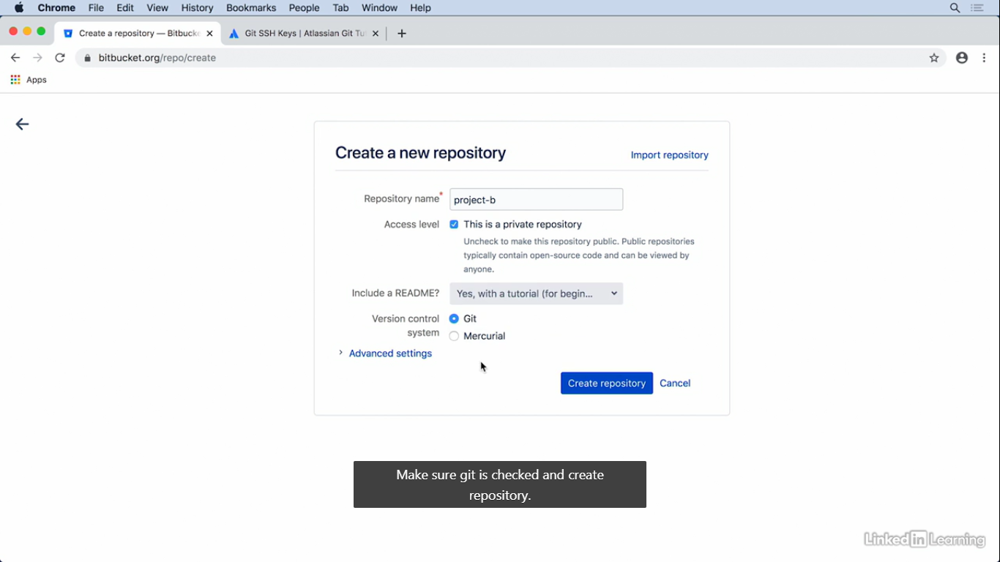 Chrome File Edit View History Bookmarks People Tab Window Help
Create a repository — Bitbucke
Git SSH Keys | Atlassian Git Tut
bitbucket.org/repo/create
Apps
Create a new repository
Import repository
Repository name*
project-b
Access level
This is a private repository
Uncheck to make this repository public. Public repositories
typically contain open-source code and can be viewed by
anyone.
Include a README?
Yes, with a tutorial (for begin...
Version control
system
Git
Mercurial
Advanced settings
Create repository
Cancel
Make sure git is checked and create
repository.
Linked in Learning